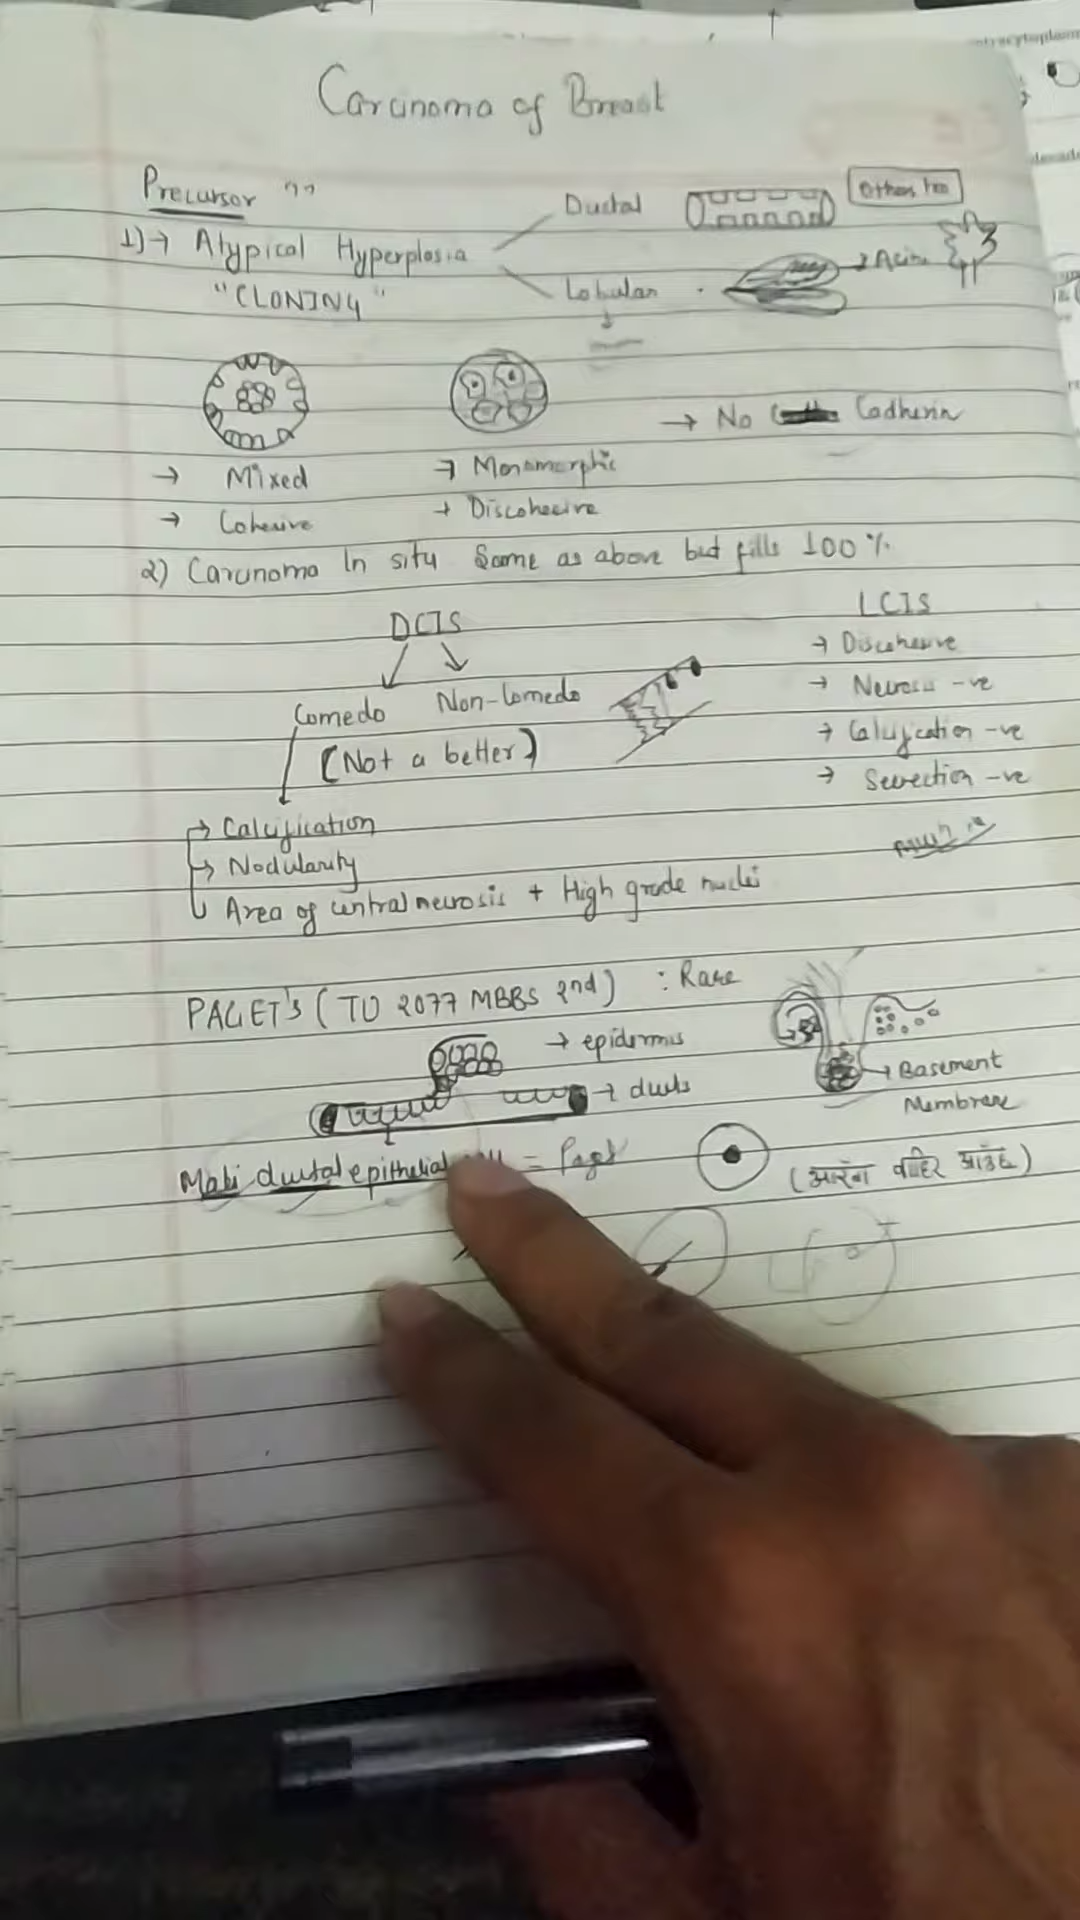 Carcinoma of Breast
Precursor ""
Ductal
Others too
1) → Atypical Hyperplasia
"CLONING"
Lobular
→ Acini
→ Mixed
→ Cohesive
→ Monomorphic
→ Discohesive
→ No Cadherin
2) Carcinoma In situ Same as above but fills 100%
DCIS
Comedo Non-Comedo
(Not a better)
→ Calcification
→ Nodularity
Area of central necrosis + High grade nuclei
LCIS
→ Discohesive
→ Necrosis -ve
→ Calcification -ve
→ Secretion -ve
PAGET's (TU 2077 MBBS 2nd) : Rare
→ epidermis
→ ducts
→ Basement
Membrane
ductal epithelial = Paget